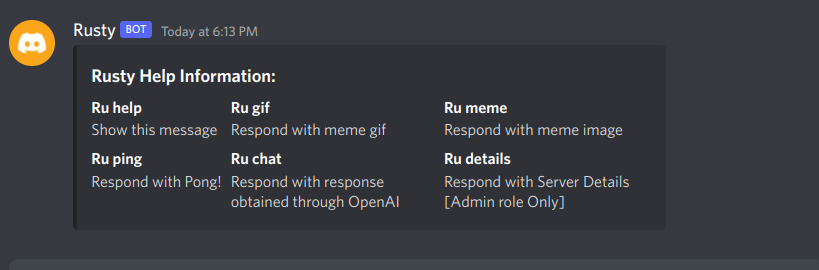 Rusty BOT Today at 6:13 PM
Rusty Help Information:
Ru help Ru gif Ru meme
Show this message Respond with meme gif Respond with meme image
Ru ping Ru chat Ru details
Respond with Pong! Respond with response Respond with Server Details
obtained through OpenAI [Admin role Only]